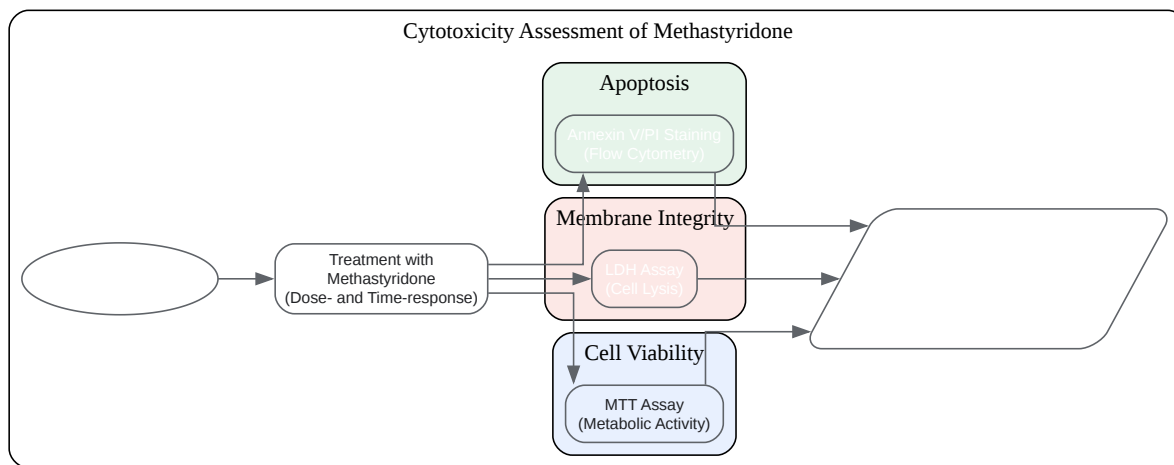 Cytotoxicity Assessment of Methastyridone
Apoptosis
Annexin V/PI Staining
(Flow Cytometry)
Membrane Integrity
LDH Assay
(Cell Lysis)
Treatment with
Methastyridone
(Dose- and Time-response)
Cell Viability
MTT Assay
(Metabolic Activity)